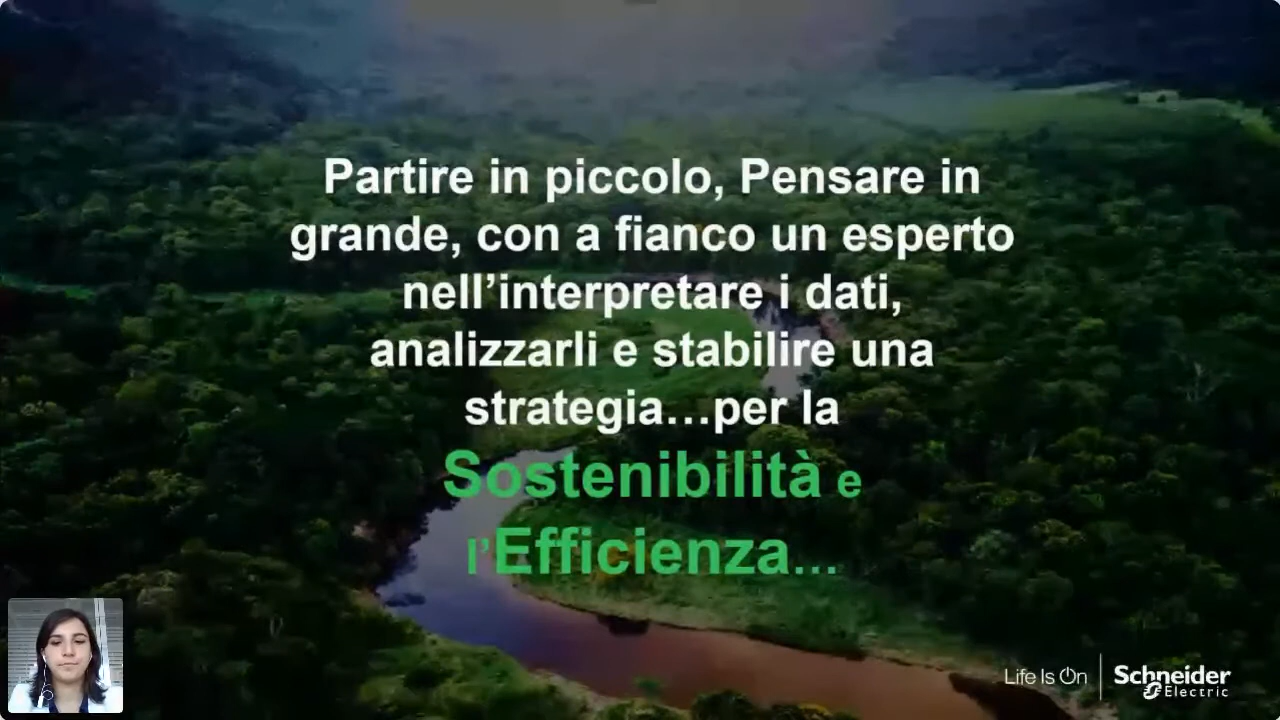 Partire in piccolo, Pensare in
grande, con a fianco un esperto
nell’interpretare i dati,
analizzarli e stabilire una
strategia…per la
Sostenibilità e
l’Efficienza…
Life Is On
Schneider
Electric